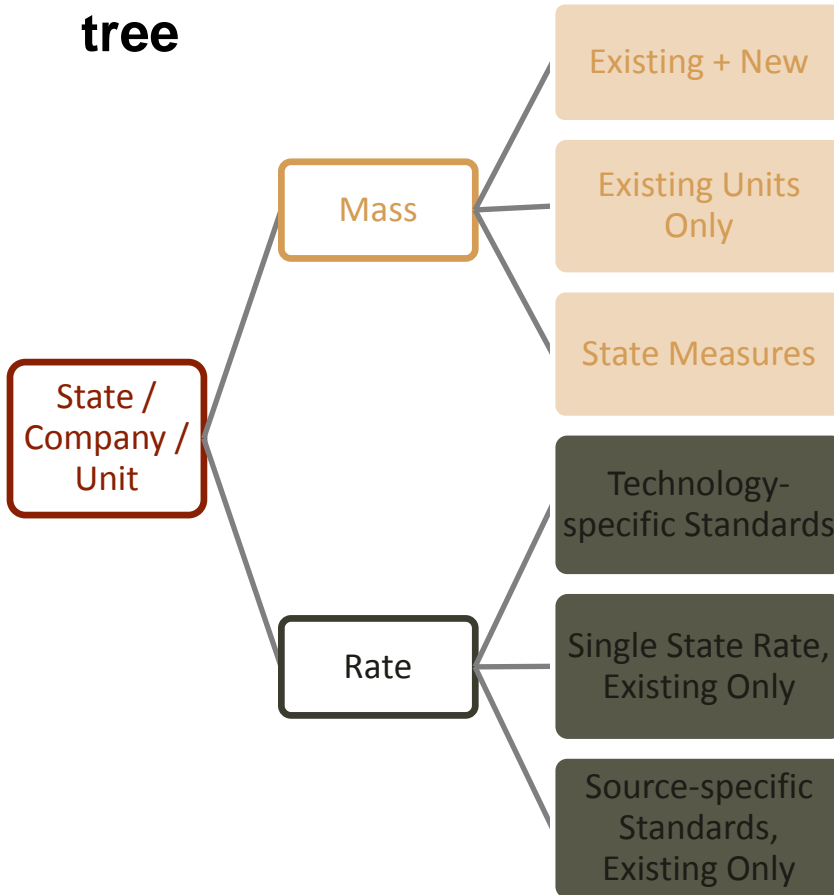 tree
Existing + New
Existing Units
Only
Mass
State Measures
State /
Company /
Unit
Technology-
specific Standards
Rate
Single State Rate,
Existing Only
Source-specific
Standards,
Existing Only